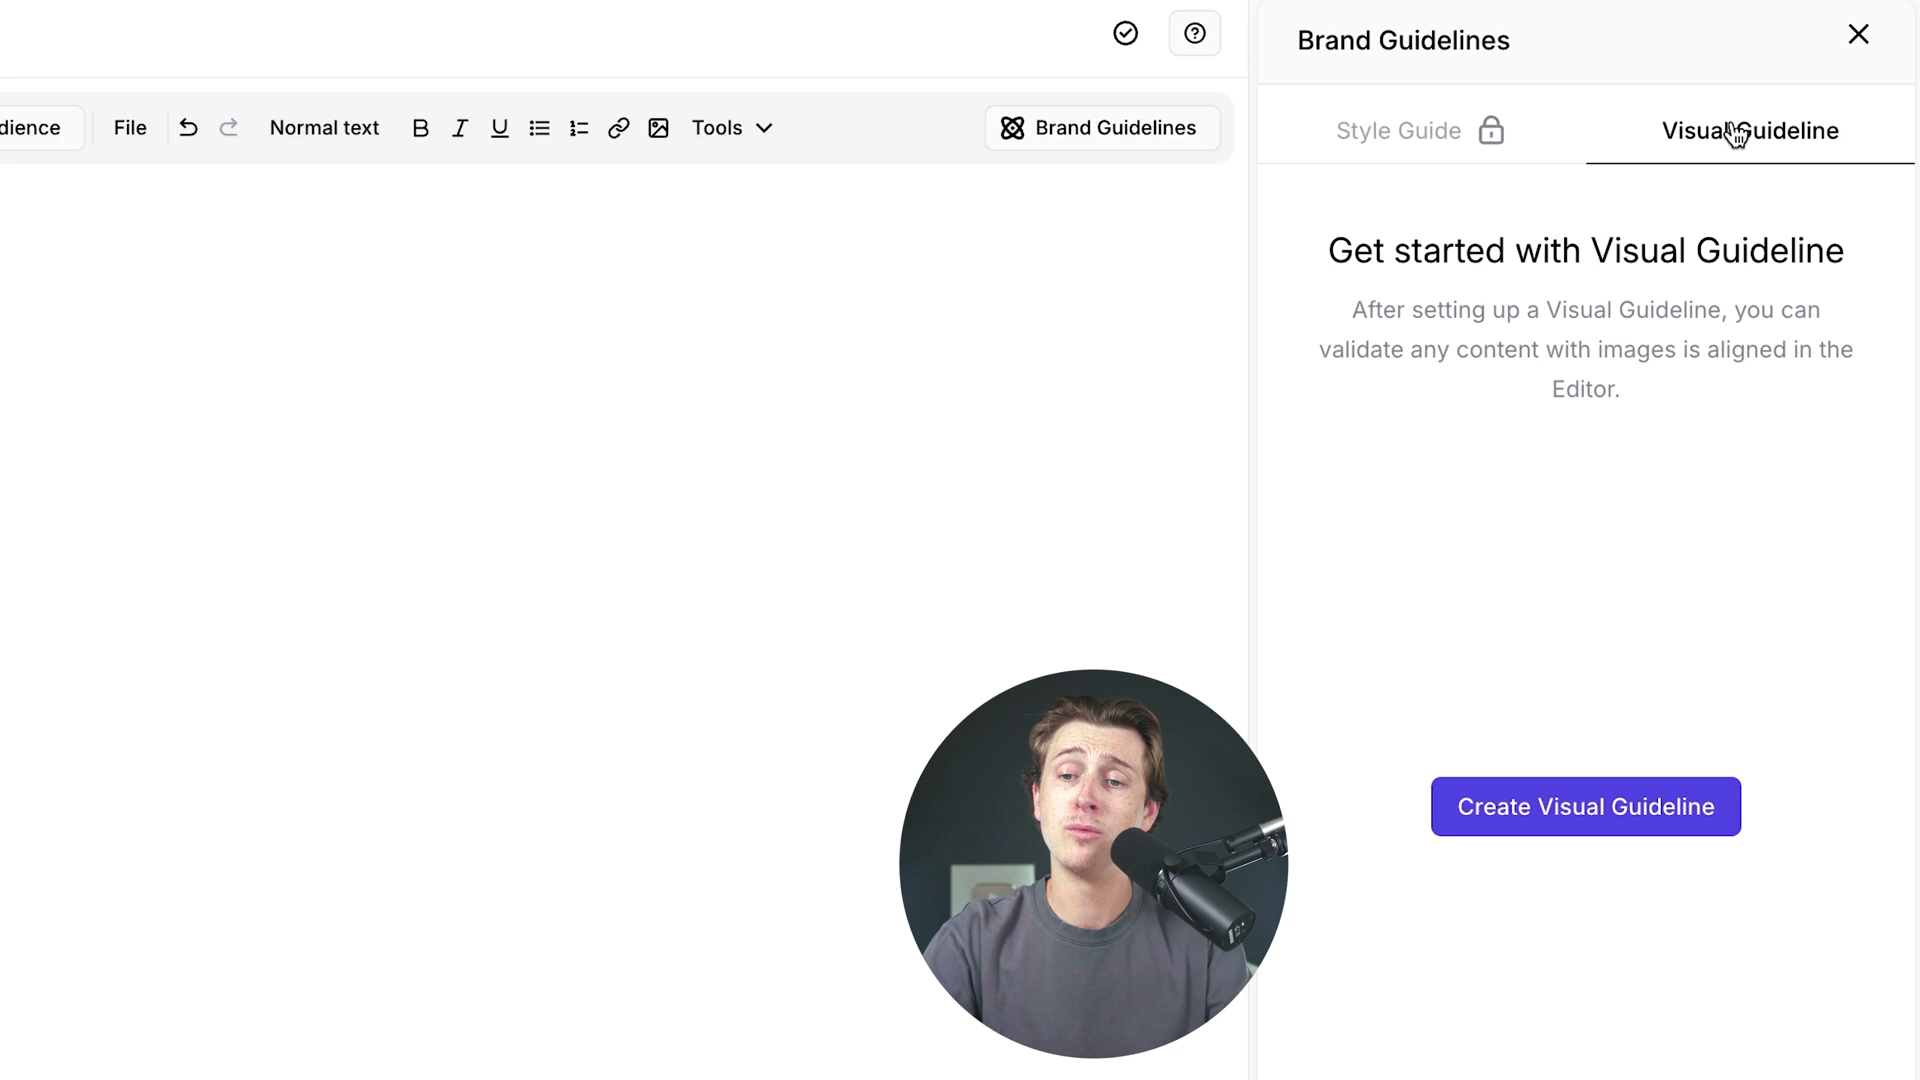 Brand Guidelines
dience
File
Normal text
Tools
Brand Guidelines
Style Guide
Visual Guideline
Get started with Visual Guideline
After setting up a Visual Guideline, you can
validate any content with images is aligned in the
Editor.
Create Visual Guideline